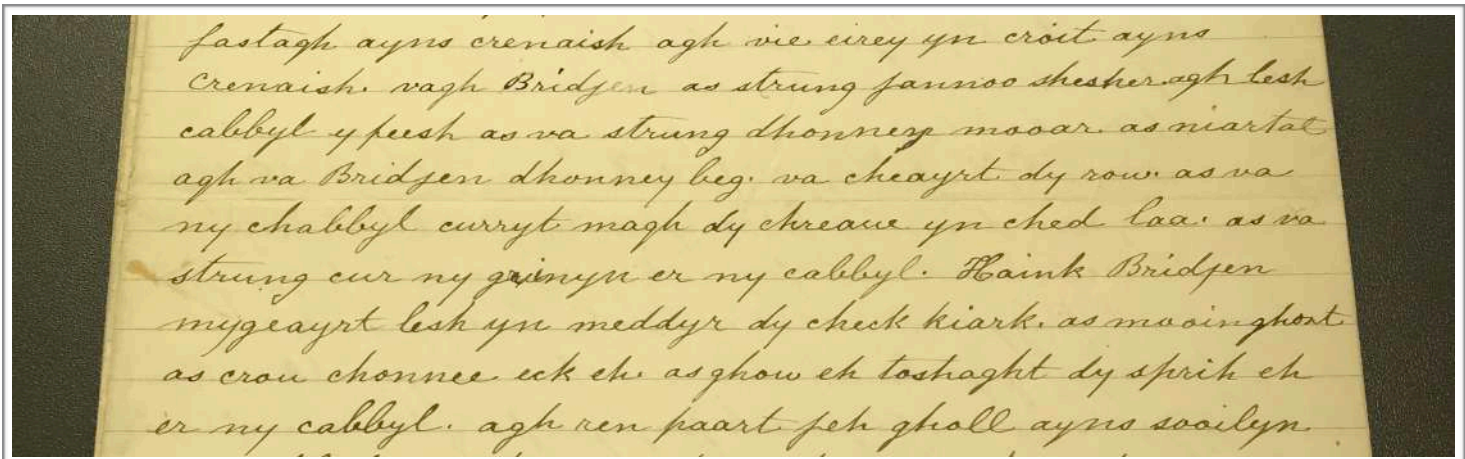 fastagh ayns crenaish agh vie eirey yn croit ayns
crenaish. vagh Bridjen as strung jannoo shesher. agh lesh
cabbyl y feesh as va strung dhonney mooar. as niartal
agh va Bridjen dhonney beg. va cheayrt dy row. as va
ny chabbyl curryt magh dy chreaue yn ched laa. as va
strung cur ny grinyn er ny cabbyl. Haink Bridjen
mygeayrt lesh yn meddyr dy check kiark. as mooin ghoat
as crou chonnee eck eh. as ghow eh toshaght dy sprih eh
er ny cabbyl. agh ren paart jeh gholl ayns sooilyn